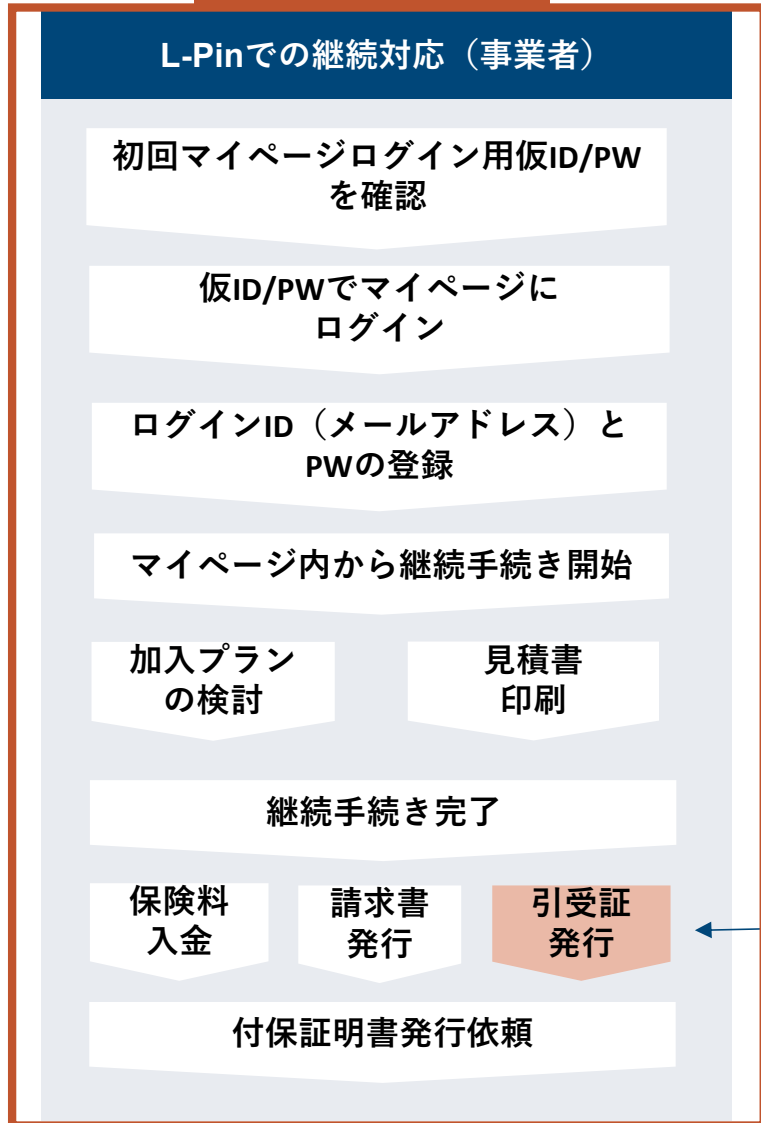 L-Pinでの継続対応（事業者）
初回マイページログイン用仮ID/PW
を確認
仮ID/PWでマイページに
ログイン
ログインID（メールアドレス）と
PWの登録
マイページ内から継続手続き開始
加入プラン
の検討
見積書
印刷
継続手続き完了
保険料
入金
請求書
発行
引受証
発行
付保証明書発行依頼